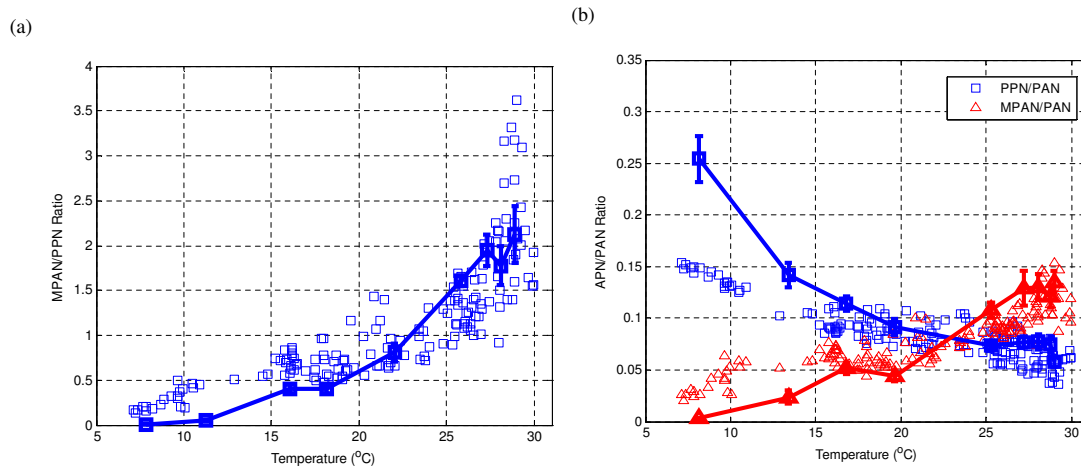 (a)
MPAN/PPN Ratio
4
3.5
3
2.5
2
1.5
1
0.5
0
5 10 15 20 25 30
Temperature (°C)
(b)
APN/PAN Ratio
0.35
0.3
0.25
0.2
0.15
0.1
0.05
0
5 10 15 20 25 30
Temperature (°C)
PPN/PAN
MPAN/PAN